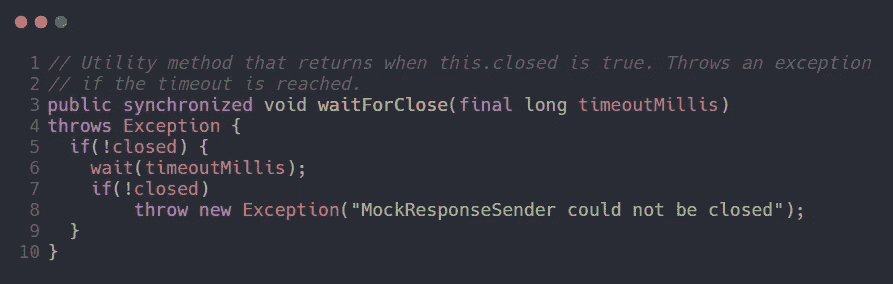 1 // Utility method that returns when this.closed is true. Throws an exception
2 // if the timeout is reached.
3 public synchronized void waitForClose(final long timeoutMillis)
4 throws Exception {
5   if(!closed) {
6     wait(timeoutMillis);
7     if(!closed)
8         throw new Exception("MockResponseSender could not be closed");
9   }
10 }